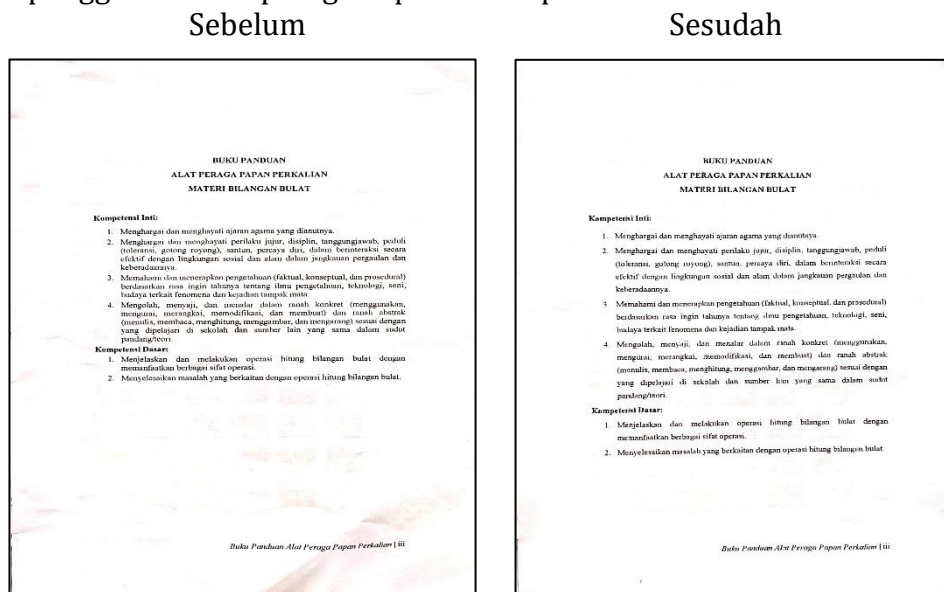 Sebelum
Sesudah
BUKU PANDUAN
ALAT PERAGA PAPAN PERKALIAN
MATERI BILANGAN BULAT
Kompetensi Inti:
1. Menghargai dan menghayati ajaran agama yang dianutnya.
2. Menghargai dan menghayati perilaku jujur, disiplin, tanggungjawab, peduli
(toleransi, gotong royong), santun, percaya diri, dalam berinteraksi secara
efektif dengan lingkungan sosial dan alam dalam jangkauan pergaulan dan
keberadaannya.
3. Memahami dan menerapkan pengetahuan (faktual, konseptual, dan prosedural)
berdasarkan rasa ingin tahunya tentang ilmu pengetahuan, teknologi, seni,
budaya terkait fenomena dan kejadian tampak mata.
4. Mengolah, menyaji, dan menalar dalam ranah konkret (menggunakan,
mengurai, merangkai, memodifikasi, dan membuat) dan ranah abstrak
(menulis, membaca, menghitung, menggambar, dan mengarang) sesuai dengan
yang dipelajari di sekolah dan sumber lain yang sama dalam sudut
pandang/teori.
Kompetensi Dasar:
1. Menjelaskan dan melakukan operasi hitung bilangan bulat dengan
memanfaatkan berbagai sifat operasi.
2. Menyelesaikan masalah yang berkaitan dengan operasi hitung bilangan bulat.
Buku Panduan Alat Peraga Papan Perkalian | iii
BUKU PANDUAN
ALAT PERAGA PAPAN PERKALIAN
MATERI BILANGAN BULAT
Kompetensi Inti:
1. Menghargai dan menghayati ajaran agama yang dianutnya.
2. Menghargai dan menghayati perilaku jujur, disiplin, tanggungjawab, peduli
(toleransi, gotong royong), santun, percaya diri, dalam berinteraksi secara
efektif dengan lingkungan sosial dan alam dalam jangkauan pergaulan dan
keberadaannya.
3. Memahami dan menerapkan pengetahuan (faktual, konseptual, dan prosedural)
berdasarkan rasa ingin tahunya tentang ilmu pengetahuan, teknologi, seni,
budaya terkait fenomena dan kejadian tampak mata.
4. Mengolah, menyaji, dan menalar dalam ranah konkret (menggunakan,
mengurai, merangkai, memodifikasi, dan membuat) dan ranah abstrak
(menulis, membaca, menghitung, menggambar, dan mengarang) sesuai dengan
yang dipelajari di sekolah dan sumber lain yang sama dalam sudut
pandang/teori.
Kompetensi Dasar:
1. Menjelaskan dan melakukan operasi hitung bilangan bulat dengan
memanfaatkan berbagai sifat operasi.
2. Menyelesaikan masalah yang berkaitan dengan operasi hitung bilangan bulat.
Buku Panduan Alat Peraga Papan Perkalian | iii